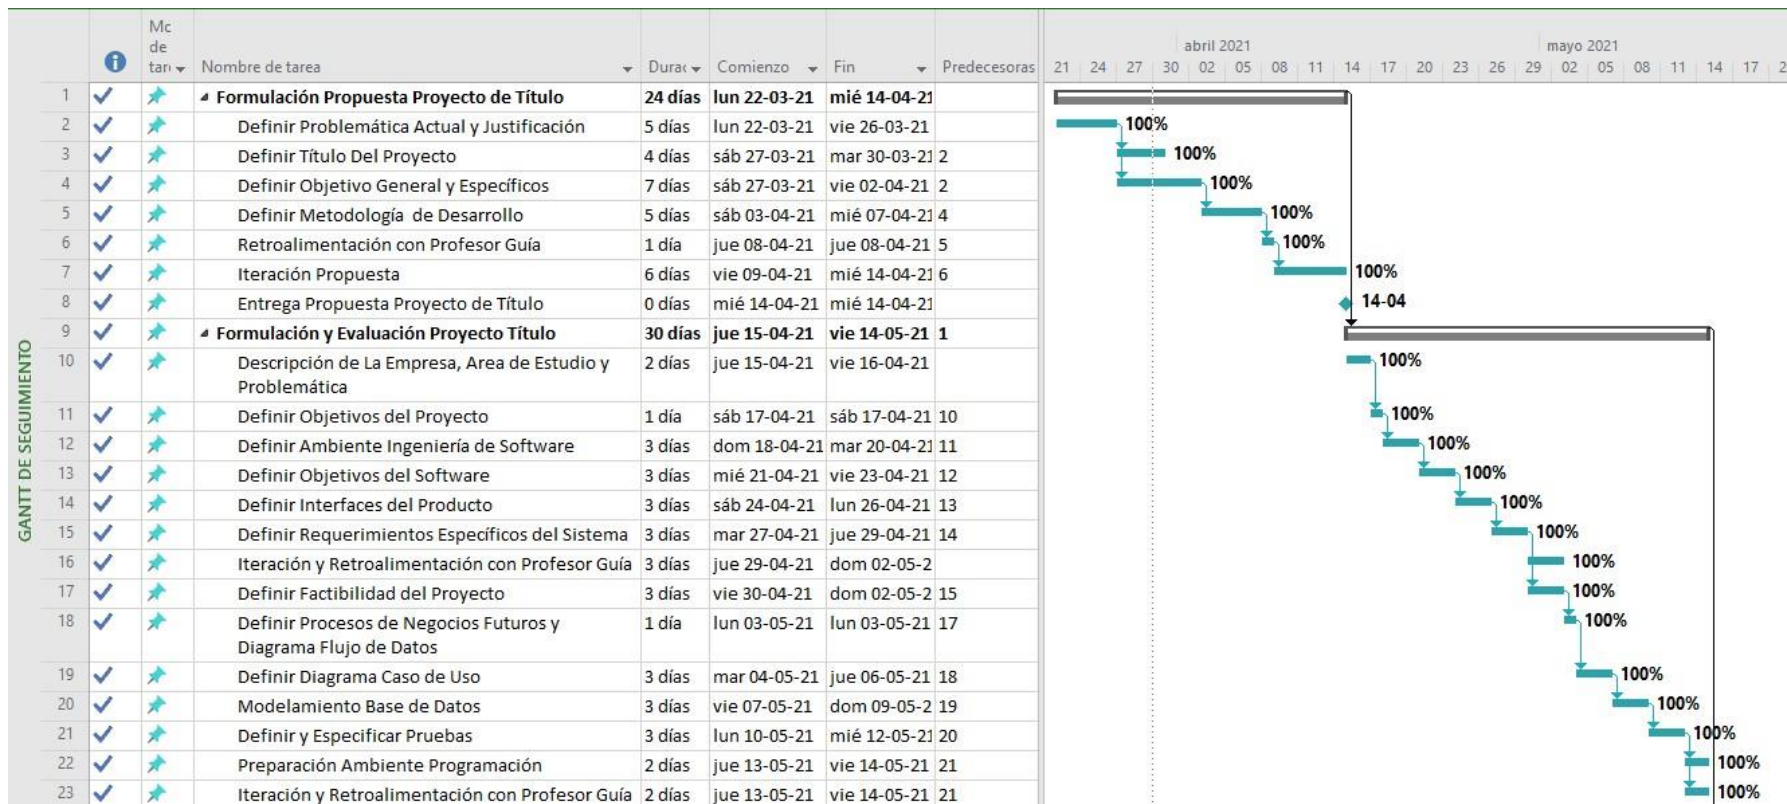 GANTT DE SEGUIMIENTO
Mc de tar Nombre de tarea Durac Comienzo Fin Predecesoras
abril 2021 mayo 2021
21 24 27 30 02 05 08 11 14 17 20 23 26 29 02 05 08 11 14 17 2
1 Formulación Propuesta Proyecto de Título 24 días lun 22-03-21 mié 14-04-21
2 Definir Problemática Actual y Justificación 5 días lun 22-03-21 vie 26-03-21 100%
3 Definir Título Del Proyecto 4 días sáb 27-03-21 mar 30-03-21 2 100%
4 Definir Objetivo General y Específicos 7 días sáb 27-03-21 vie 02-04-21 2 100%
5 Definir Metodología de Desarrollo 5 días sáb 03-04-21 mié 07-04-21 4 100%
6 Retroalimentación con Profesor Guía 1 día jue 08-04-21 jue 08-04-21 5 100%
7 Iteración Propuesta 6 días vie 09-04-21 mié 14-04-21 6 100%
8 Entrega Propuesta Proyecto de Título 0 días mié 14-04-21 mié 14-04-21 14-04
9 Formulación y Evaluación Proyecto Título 30 días jue 15-04-21 vie 14-05-21 1
10 Descripción de La Empresa, Area de Estudio y 2 días jue 15-04-21 vie 16-04-21 100%
Problemática
11 Definir Objetivos del Proyecto 1 día sáb 17-04-21 sáb 17-04-21 10 100%
12 Definir Ambiente Ingeniería de Software 3 días dom 18-04-21 mar 20-04-21 11 100%
13 Definir Objetivos del Software 3 días mié 21-04-21 vie 23-04-21 12 100%
14 Definir Interfaces del Producto 3 días sáb 24-04-21 lun 26-04-21 13 100%
15 Definir Requerimientos Específicos del Sistema 3 días mar 27-04-21 jue 29-04-21 14 100%
16 Iteración y Retroalimentación con Profesor Guía 3 días jue 29-04-21 dom 02-05-2 100%
17 Definir Factibilidad del Proyecto 3 días vie 30-04-21 dom 02-05-2 15 100%
18 Definir Procesos de Negocios Futuros y 1 día lun 03-05-21 lun 03-05-21 17 100%
Diagrama Flujo de Datos
19 Definir Diagrama Caso de Uso 3 días mar 04-05-21 jue 06-05-21 18 100%
20 Modelamiento Base de Datos 3 días vie 07-05-21 dom 09-05-2 19 100%
21 Definir y Especificar Pruebas 3 días lun 10-05-21 mié 12-05-21 20 100%
22 Preparación Ambiente Programación 2 días jue 13-05-21 vie 14-05-21 21 100%
23 Iteración y Retroalimentación con Profesor Guía 2 días jue 13-05-21 vie 14-05-21 21 100%